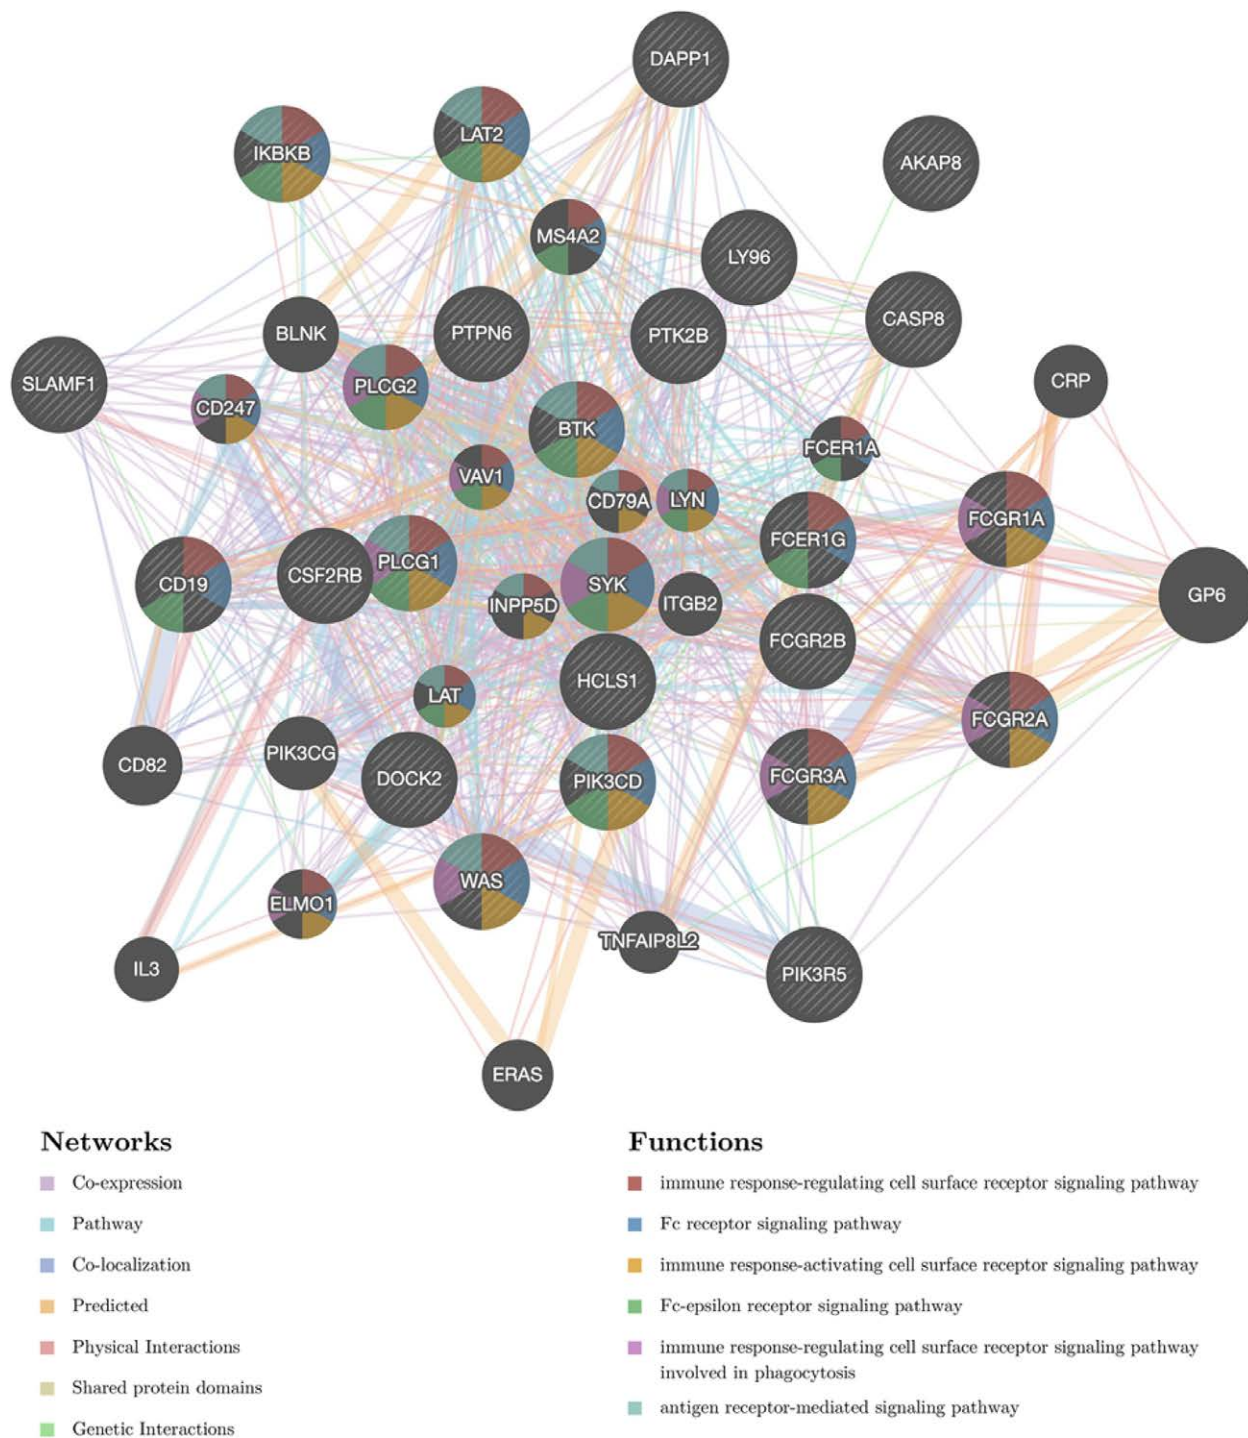 DAPP1
LAT2
IKBKB
AKAP8
MS4A2
LY96
CASP8
BLNK
PTPN6
PTK2B
SLAMF1
CRP
PLCG2
CD247
BTK
FCER1A
VAV1
CD79A
LYN
FCGR1A
FCER1G
PLCG1
CSF2RB
CD19
SYK
GP6
INPP5D
ITGB2
FCGR2B
HCLS1
LAT
FCGR2A
PIK3CG
CD82
DOCK2
PIK3CD
FCGR3A
WAS
ELMO1
TNFAIP8L2
IL3
PIK3R5
ERAS
Networks
Co-expression
Pathway
Co-localization
Predicted
Physical Interactions
Shared protein domains
Genetic Interactions
Functions
immune response-regulating cell surface receptor signaling pathway
Fc receptor signaling pathway
immune response-activating cell surface receptor signaling pathway
Fc-epsilon receptor signaling pathway
immune response-regulating cell surface receptor signaling pathway
involved in phagocytosis
antigen receptor-mediated signaling pathway